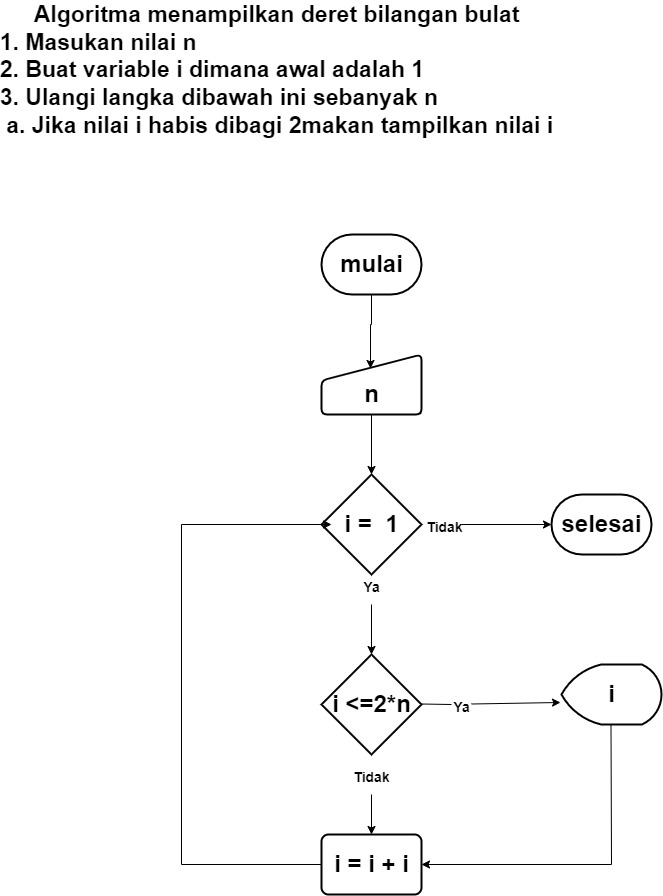 Algoritma menampilkan deret bilangan bulat
1. Masukan nilai n
2. Buat variable i dimana awal adalah 1
3. Ulangi langka dibawah ini sebanyak n
a. Jika nilai i habis dibagi 2makan tampilkan nilai i
mulai
n
i = 1
Tidak
selesai
Ya
i <=2*n
Ya
i
Tidak
i = i + i